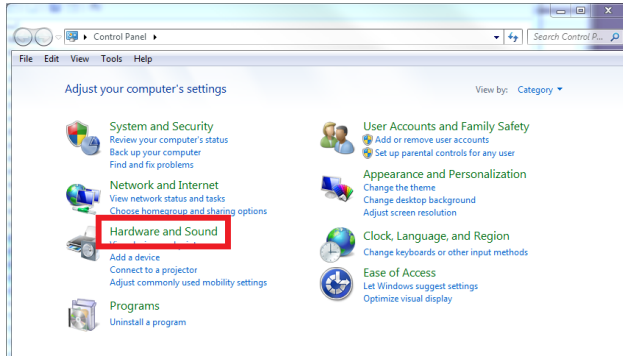 Control Panel
Search Control P...
File Edit View Tools Help
Adjust your computer's settings
View by: Category
System and Security
Review your computer's status
Back up your computer
Find and fix problems
Network and Internet
View network status and tasks
Choose homegroup and sharing options
Hardware and Sound
Add a device
Connect to a projector
Adjust commonly used mobility settings
Programs
Uninstall a program
User Accounts and Family Safety
Add or remove user accounts
Set up parental controls for any user
Appearance and Personalization
Change the theme
Change desktop background
Adjust screen resolution
Clock, Language, and Region
Change keyboards or other input methods
Ease of Access
Let Windows suggest settings
Optimize visual display